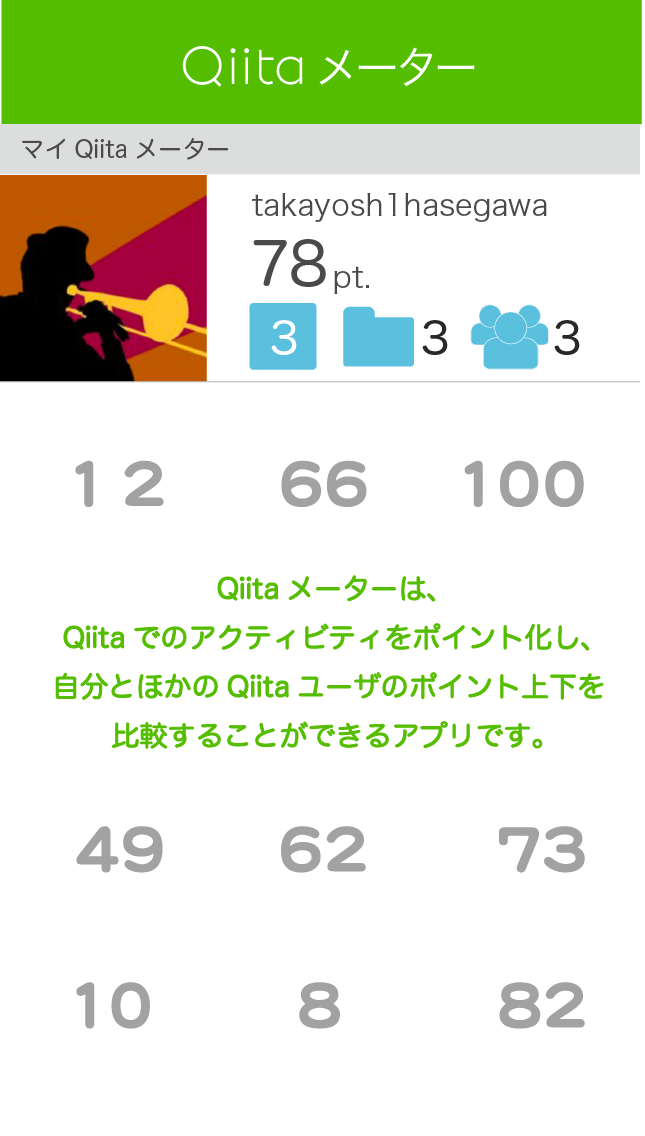 Qiita メーター
マイ Qiita メーター
takayosh1hasegawa
78 pt.
3 3 3
1 2 66 100
Qiita メーターは、
Qiita でのアクティビティをポイント化し、
自分とほかの Qiita ユーザのポイント上下を
比較することができるアプリです。
49 62 73
10 8 82